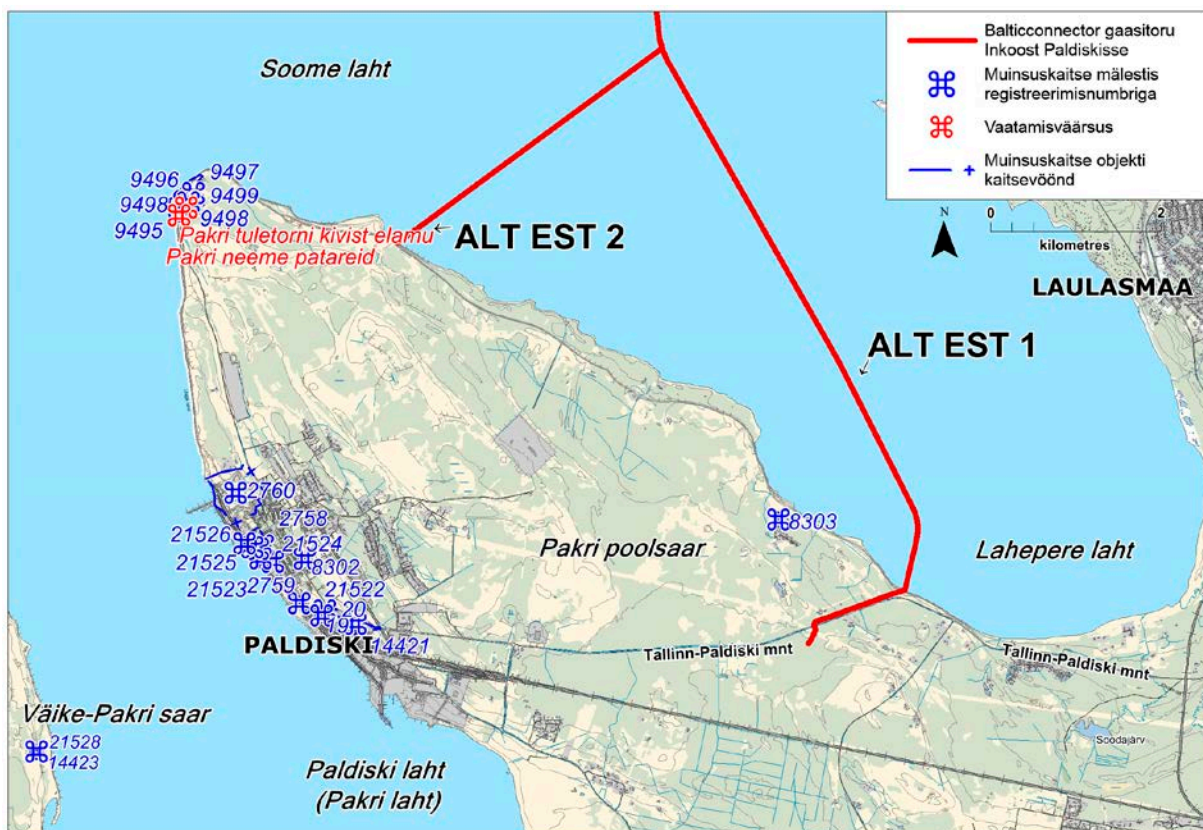 Soome laht
Balticconnector gaasitoru
Inkoost Paldiskisse
Muinsuskaitse mälestis
registreerimisnumbriga
Vaatamisväärsus
Muinsuskaitse objekti
kaitsevöönd
N
0
2
kilometres
9496
9497
9498
9499
9495
9498
Pakri tuletorni kivist elamu
Pakri neeme patareid
ALT EST 2
LAULASMAA
ALT EST 1
2760
2758
21526
21524
21525
8302
21523
2759
21522
20
19
14421
8303
Pakri poolsaar
Lahepere laht
PALDISKI
Tallinn-Paldiski mnt
Tallinn-Paldiski mnt
Väike-Pakri saar
21528
14423
Soodajärv
Paldiski laht
(Pakri laht)